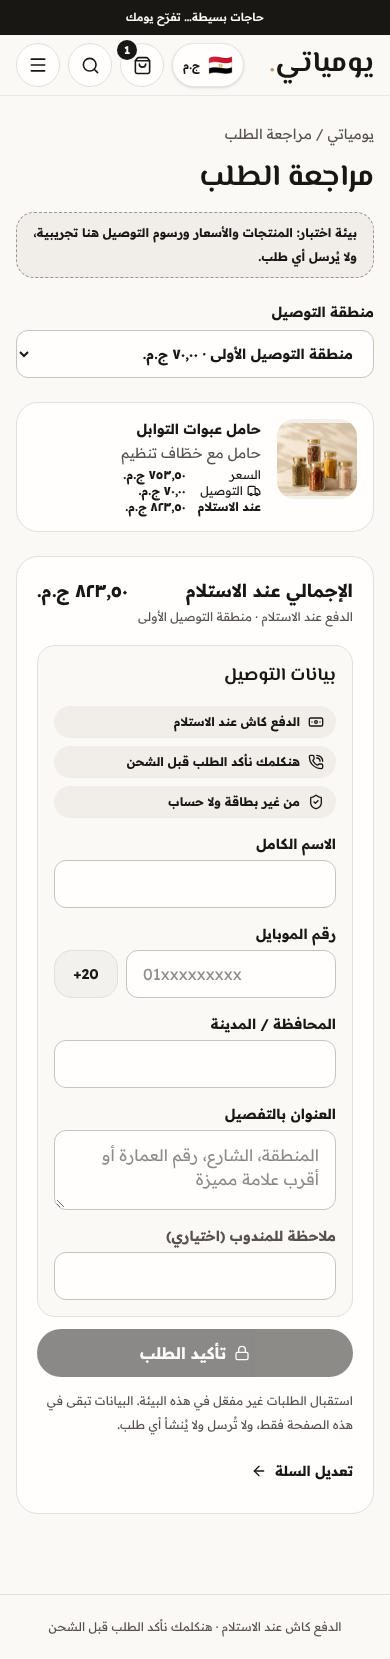 حاجات بسيطة… تفرّح يومك
يومياتي.
🇪🇬 ج.م
1
يومياتي / مراجعة الطلب
مراجعة الطلب
بيئة اختبار: المنتجات والأسعار ورسوم التوصيل هنا تجريبية،
ولا يُرسل أي طلب.
منطقة التوصيل
منطقة التوصيل الأولى · ٧٠٫٠٠ ج.م.
حامل عبوات التوابل
حامل مع خطّاف تنظيم
السعر ٧٥٣٫٥٠ ج.م.
التوصيل ٧٠٫٠٠ ج.م.
عند الاستلام ٨٢٣٫٥٠ ج.م.
الإجمالي عند الاستلام ٨٢٣٫٥٠ ج.م.
الدفع عند الاستلام · منطقة التوصيل الأولى
بيانات التوصيل
الدفع كاش عند الاستلام
هنكلمك نأكد الطلب قبل الشحن
من غير بطاقة ولا حساب
الاسم الكامل
رقم الموبايل
01xxxxxxxxx
+20
المحافظة / المدينة
العنوان بالتفصيل
المنطقة، الشارع، رقم العمارة أو
أقرب علامة مميزة
ملاحظة للمندوب (اختياري)
تأكيد الطلب
استقبال الطلبات غير مفعّل في هذه البيئة. البيانات تبقى في
هذه الصفحة فقط، ولا تُرسل ولا يُنشأ أي طلب.
تعديل السلة
الدفع كاش عند الاستلام · هنكلمك نأكد الطلب قبل الشحن